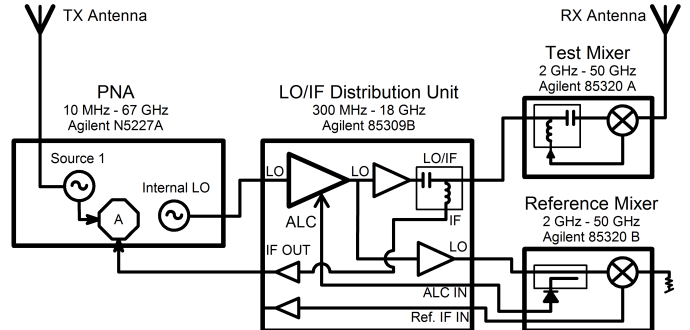 TX Antenna
RX Antenna
PNA
10 MHz - 67 GHz
Agilent N5227A
Source 1
Internal LO
A
LO/IF Distribution Unit
300 MHz - 18 GHz
Agilent 85309B
LO
LO
LO/IF
IF
ALC
LO
IF OUT
ALC IN
Ref. IF IN
Test Mixer
2 GHz - 50 GHz
Agilent 85320 A
Reference Mixer
2 GHz - 50 GHz
Agilent 85320 B